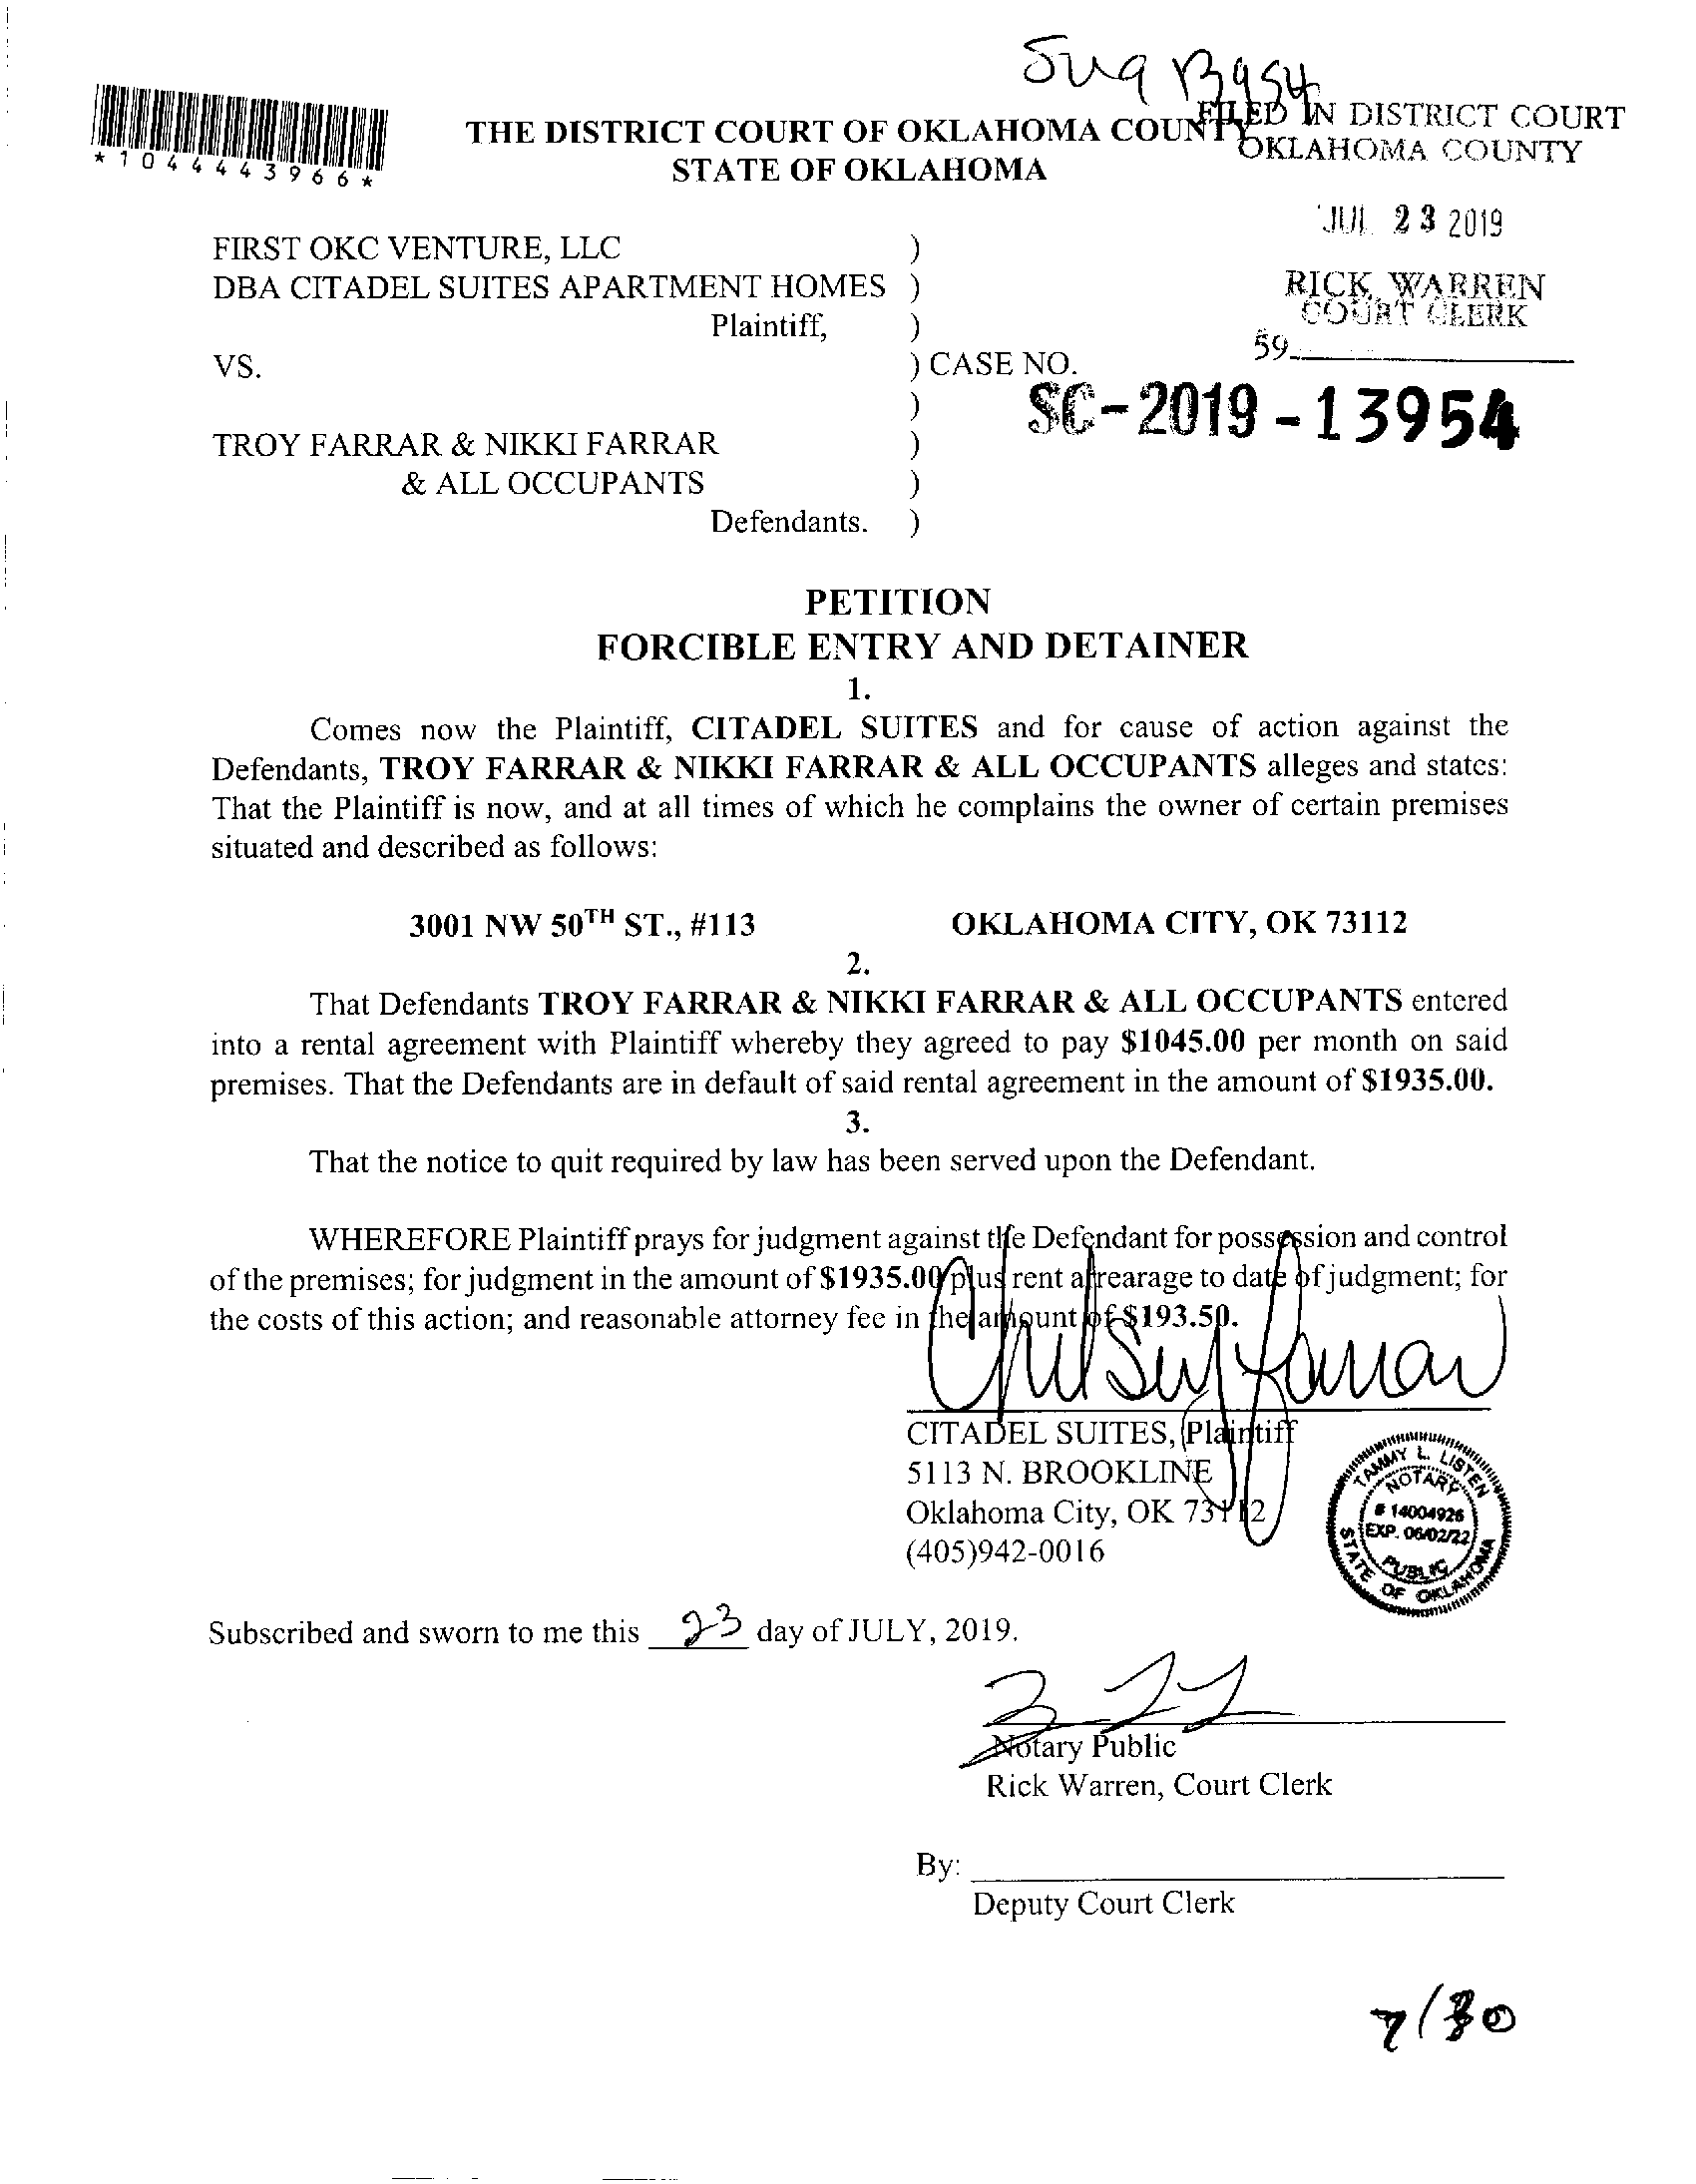 *1044443966*
THE DISTRICT COURT OF OKLAHOMA COUNTY
STATE OF OKLAHOMA
FILED IN DISTRICT COURT
OKLAHOMA COUNTY
JUL 23 2019
RICK WARREN
COURT CLERK
59
FIRST OKC VENTURE, LLC )
DBA CITADEL SUITES APARTMENT HOMES )
Plaintiff, )
VS. ) CASE NO.
) SC-2019-13954
TROY FARRAR & NIKKI FARRAR )
& ALL OCCUPANTS )
Defendants. )
PETITION
FORCIBLE ENTRY AND DETAINER
1.
Comes now the Plaintiff, CITADEL SUITES and for cause of action against the
Defendants, TROY FARRAR & NIKKI FARRAR & ALL OCCUPANTS alleges and states:
That the Plaintiff is now, and at all times of which he complains the owner of certain premises
situated and described as follows:
3001 NW 50TH ST., #113 OKLAHOMA CITY, OK 73112
2.
That Defendants TROY FARRAR & NIKKI FARRAR & ALL OCCUPANTS entered
into a rental agreement with Plaintiff whereby they agreed to pay $1045.00 per month on said
premises. That the Defendants are in default of said rental agreement in the amount of $1935.00.
3.
That the notice to quit required by law has been served upon the Defendant.
WHEREFORE Plaintiff prays for judgment against the Defendant for possession and control
of the premises; for judgment in the amount of $1935.00 plus rent arrearage to date of judgment; for
the costs of this action; and reasonable attorney fee in the amount of $193.50.
CITADEL SUITES, Plaintiff
5113 N. BROOKLINE
Oklahoma City, OK 73112
(405)942-0016
TAMMY L. LISTEN
NOTARY
# 14004926
EXP. 06/02/22
PUBLIC
STATE OF OKLAHOMA
Subscribed and sworn to me this 23 day of JULY, 2019.
Notary Public
Rick Warren, Court Clerk
By:
Deputy Court Clerk
7/30